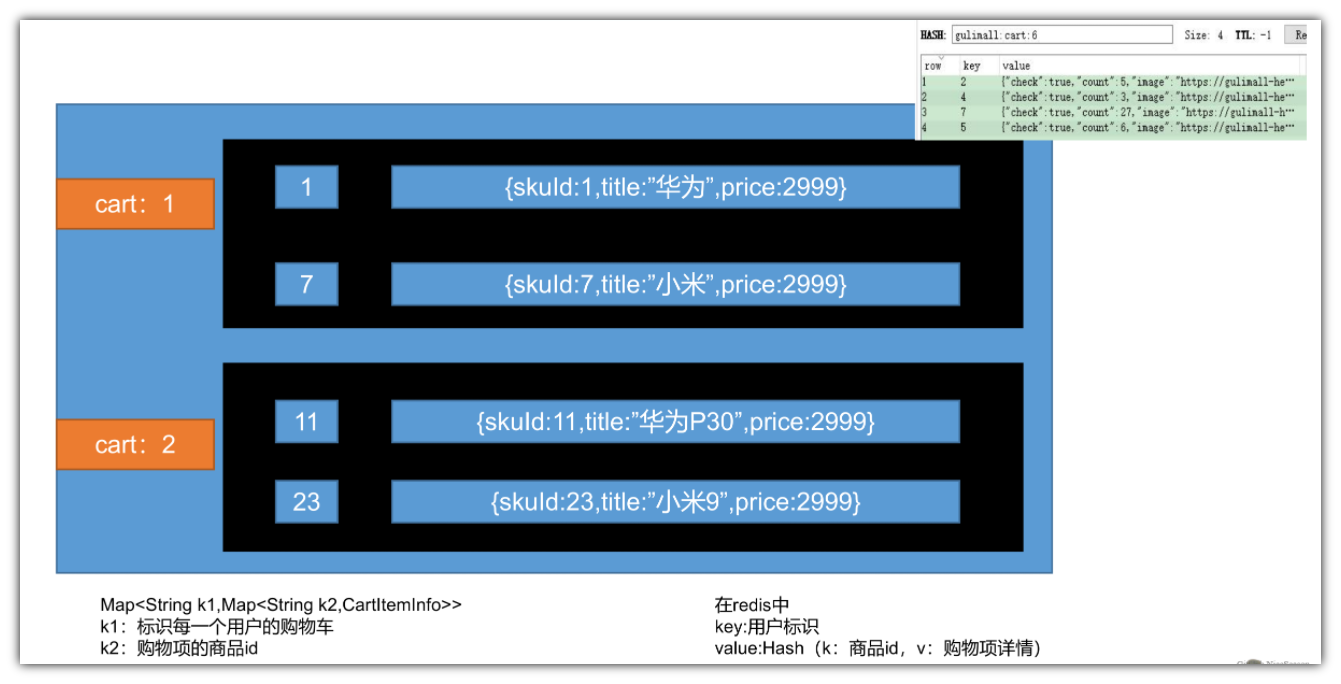 HASH: gulimall:cart:6 Size: 4 TTL: -1 Re
row key value
1 2 {"check":true,"count":5,"image":"https://gulimall-he…
2 4 {"check":true,"count":3,"image":"https://gulimall-he…
3 7 {"check":true,"count":27,"image":"https://gulimall-h…
4 5 {"check":true,"count":6,"image":"https://gulimall-he…
cart：1
1 {skuId:1,title:”华为”,price:2999}
7 {skuId:7,title:”小米”,price:2999}
cart：2
11 {skuId:11,title:”华为P30”,price:2999}
23 {skuId:23,title:”小米9”,price:2999}
Map<String k1,Map<String k2,CartItemInfo>>
k1：标识每一个用户的购物车
k2：购物项的商品id
在redis中
key:用户标识
value:Hash（k：商品id，v：购物项详情）